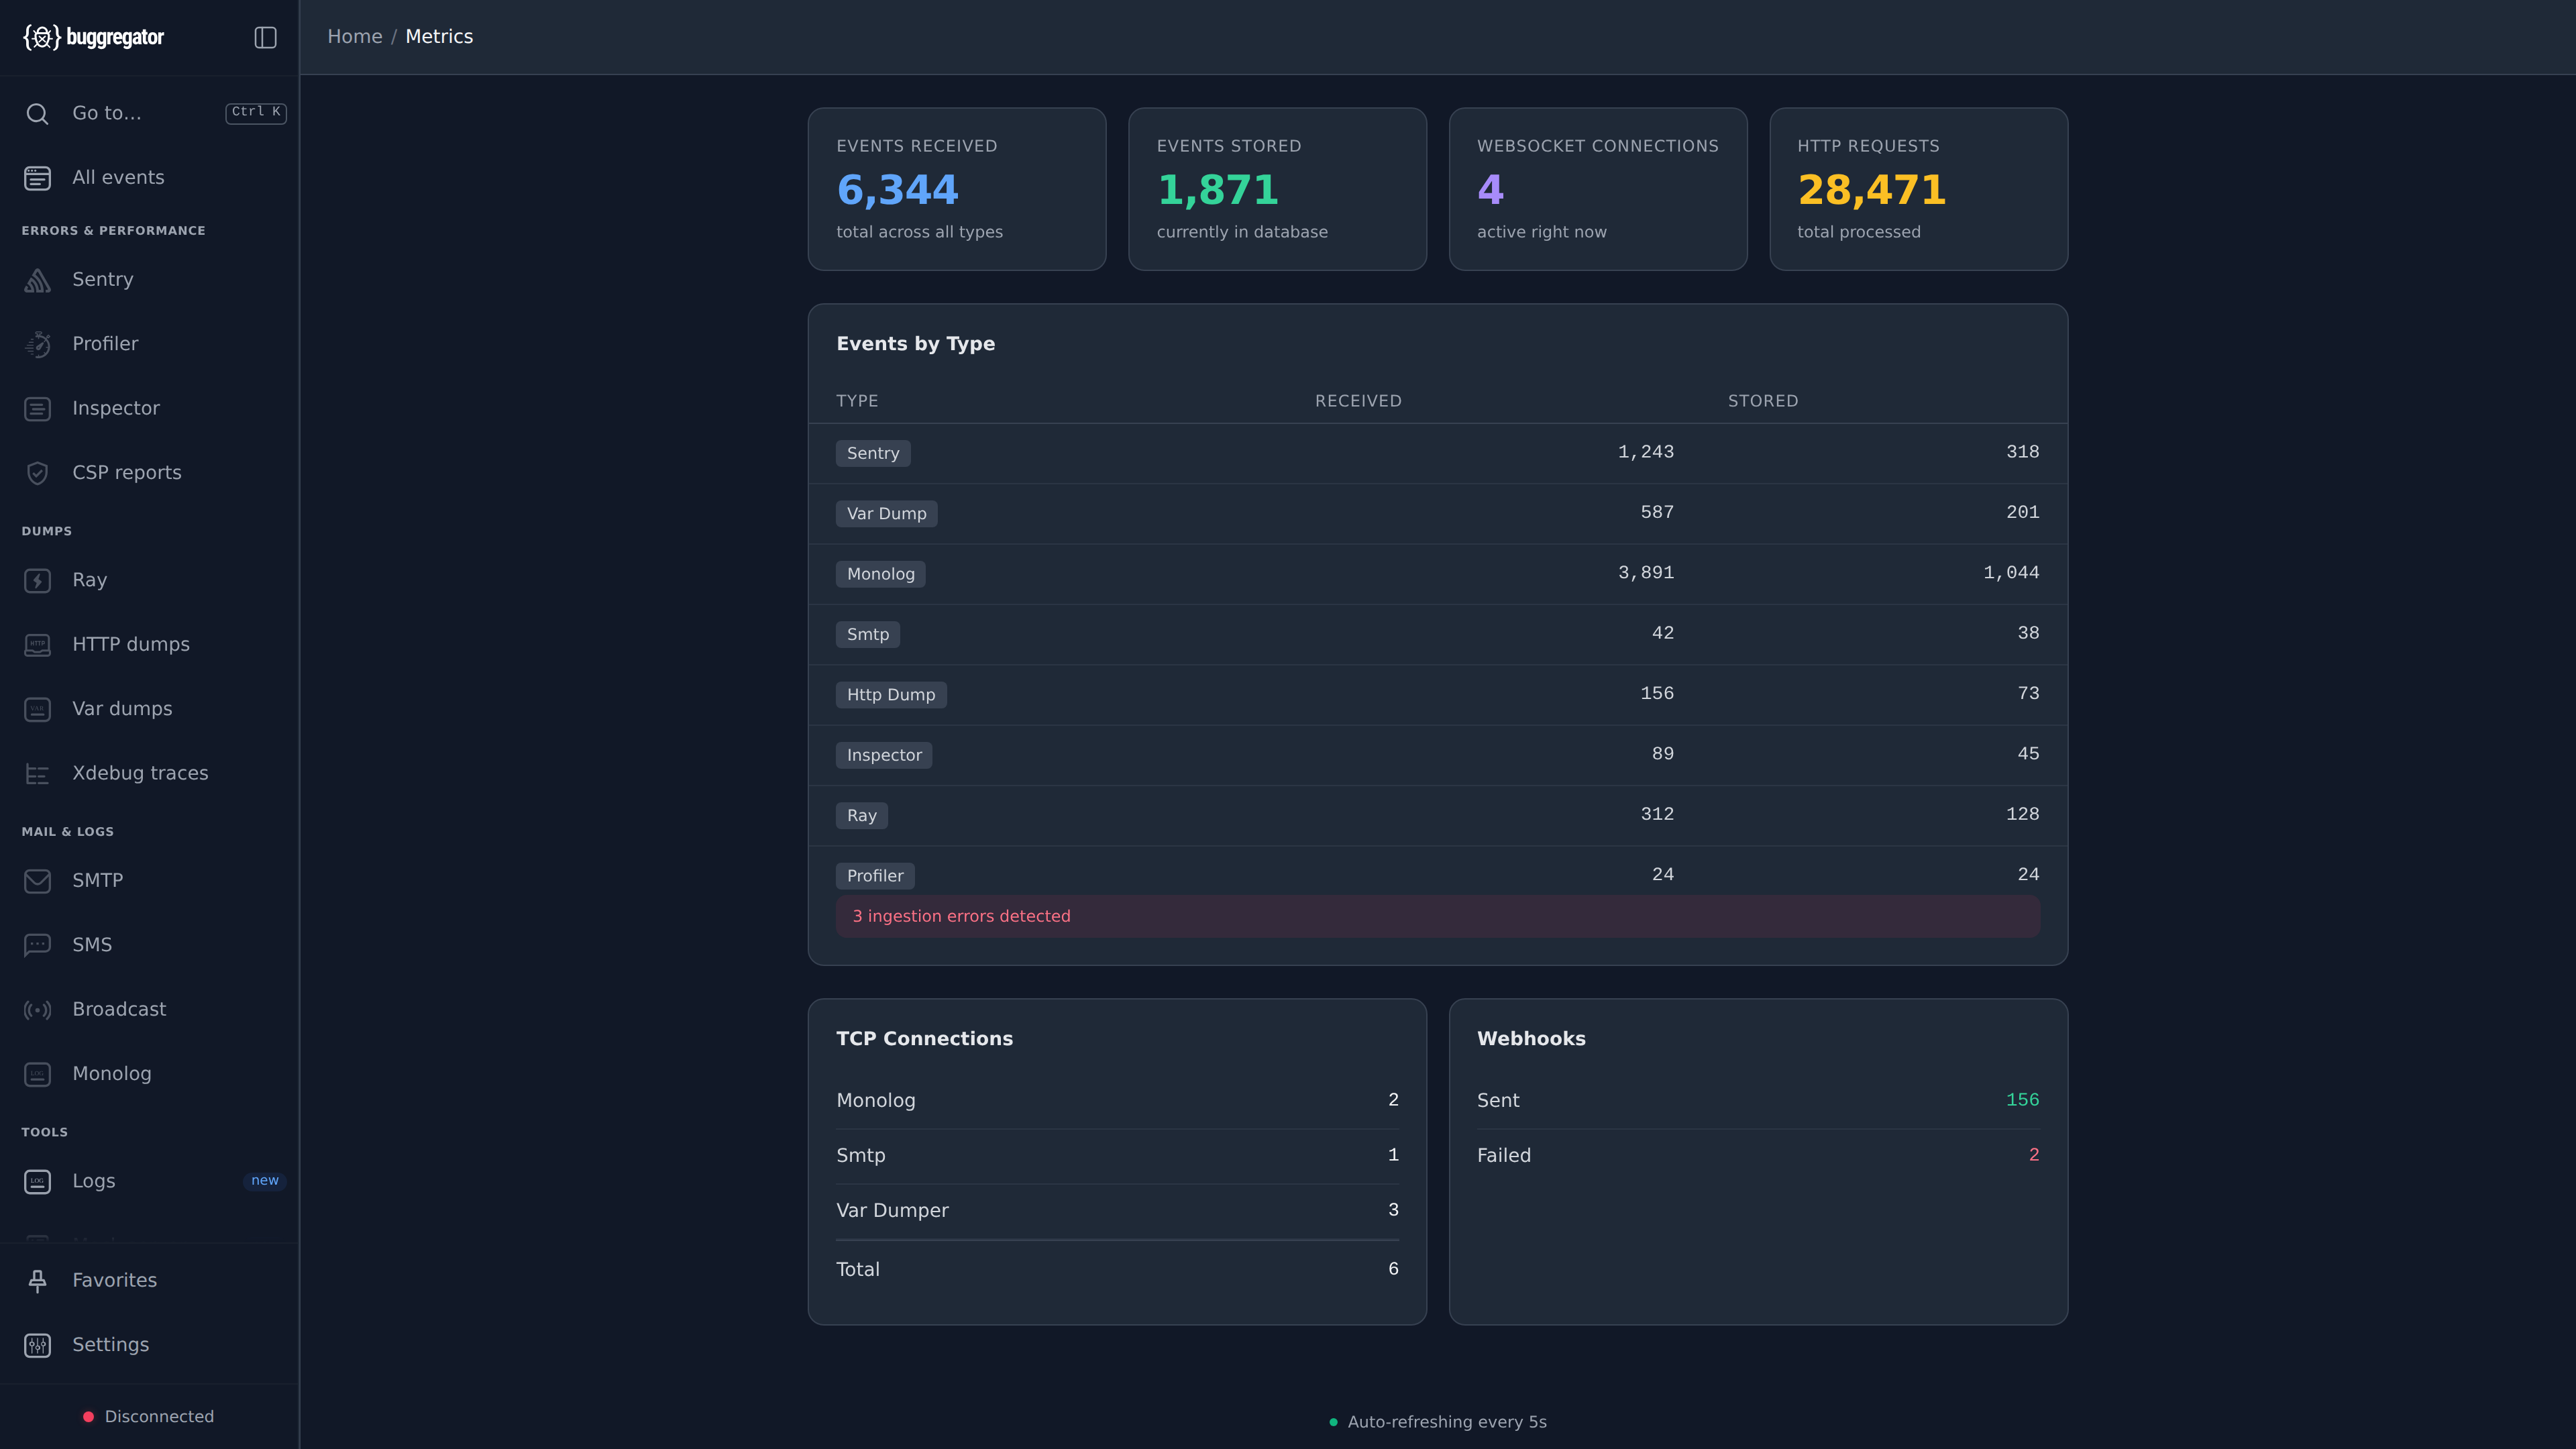 buggregator
Go to...
Ctrl K
All events
ERRORS & PERFORMANCE
Sentry
Profiler
Inspector
CSP reports
DUMPS
Ray
HTTP
HTTP dumps
VAR
Var dumps
Xdebug traces
MAIL & LOGS
SMTP
SMS
Broadcast
LOG
Monolog
TOOLS
LOG
Logs
new
Favorites
Settings
Disconnected
Home / Metrics
EVENTS RECEIVED
6,344
total across all types
EVENTS STORED
1,871
currently in database
WEBSOCKET CONNECTIONS
4
active right now
HTTP REQUESTS
28,471
total processed
Events by Type
TYPE RECEIVED STORED
Sentry 1,243 318
Var Dump 587 201
Monolog 3,891 1,044
Smtp 42 38
Http Dump 156 73
Inspector 89 45
Ray 312 128
Profiler 24 24
3 ingestion errors detected
TCP Connections
Monolog 2
Smtp 1
Var Dumper 3
Total 6
Webhooks
Sent 156
Failed 2
Auto-refreshing every 5s